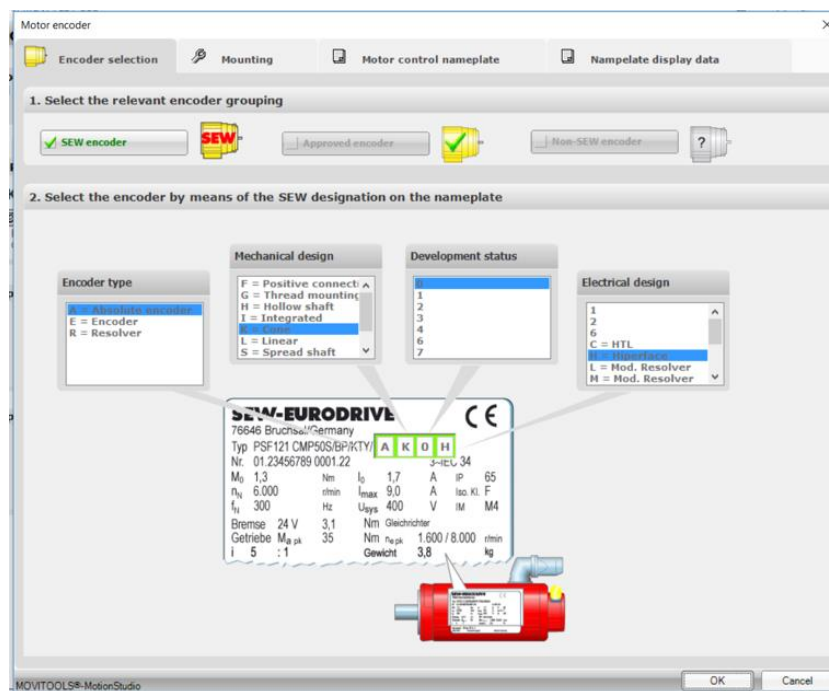 Motor encoder
Encoder selection Mounting Motor control nameplate Nampelate display data
1. Select the relevant encoder grouping
SEW encoder SEW Approved encoder Non-SEW encoder ?
2. Select the encoder by means of the SEW designation on the nameplate
Encoder type
A = Absolute encoder
E = Encoder
R = Resolver
Mechanical design
F = Positive connecti
G = Thread mounting
H = Hollow shaft
I = Integrated
K = Cone
L = Linear
S = Spread shaft
Development status
0
1
2
3
4
6
7
Electrical design
1
2
6
C = HTL
H = Hiperface
L = Mod. Resolver
M = Mod. Resolver
SEW-EURODRIVE CE
76646 Bruchsal/Germany
Typ PSF121 CMP50S/BP/KTY/ A K 0 H
Nr. 01.23456789 0001.22 3~IEC 34
M0 1,3 Nm I0 1,7 A IP 65
nN 6.000 r/min Imax 9,0 A Iso. Kl. F
fN 300 Hz Usys 400 V IM M4
Bremse 24 V 3,1 Nm Gleichrichter
Getriebe Ma pk 35 Nm ne pk 1.600 / 8.000 r/min
i 5 :1 Gewicht 3,8 kg
MOVITOOLS®-MotionStudio
OK Cancel